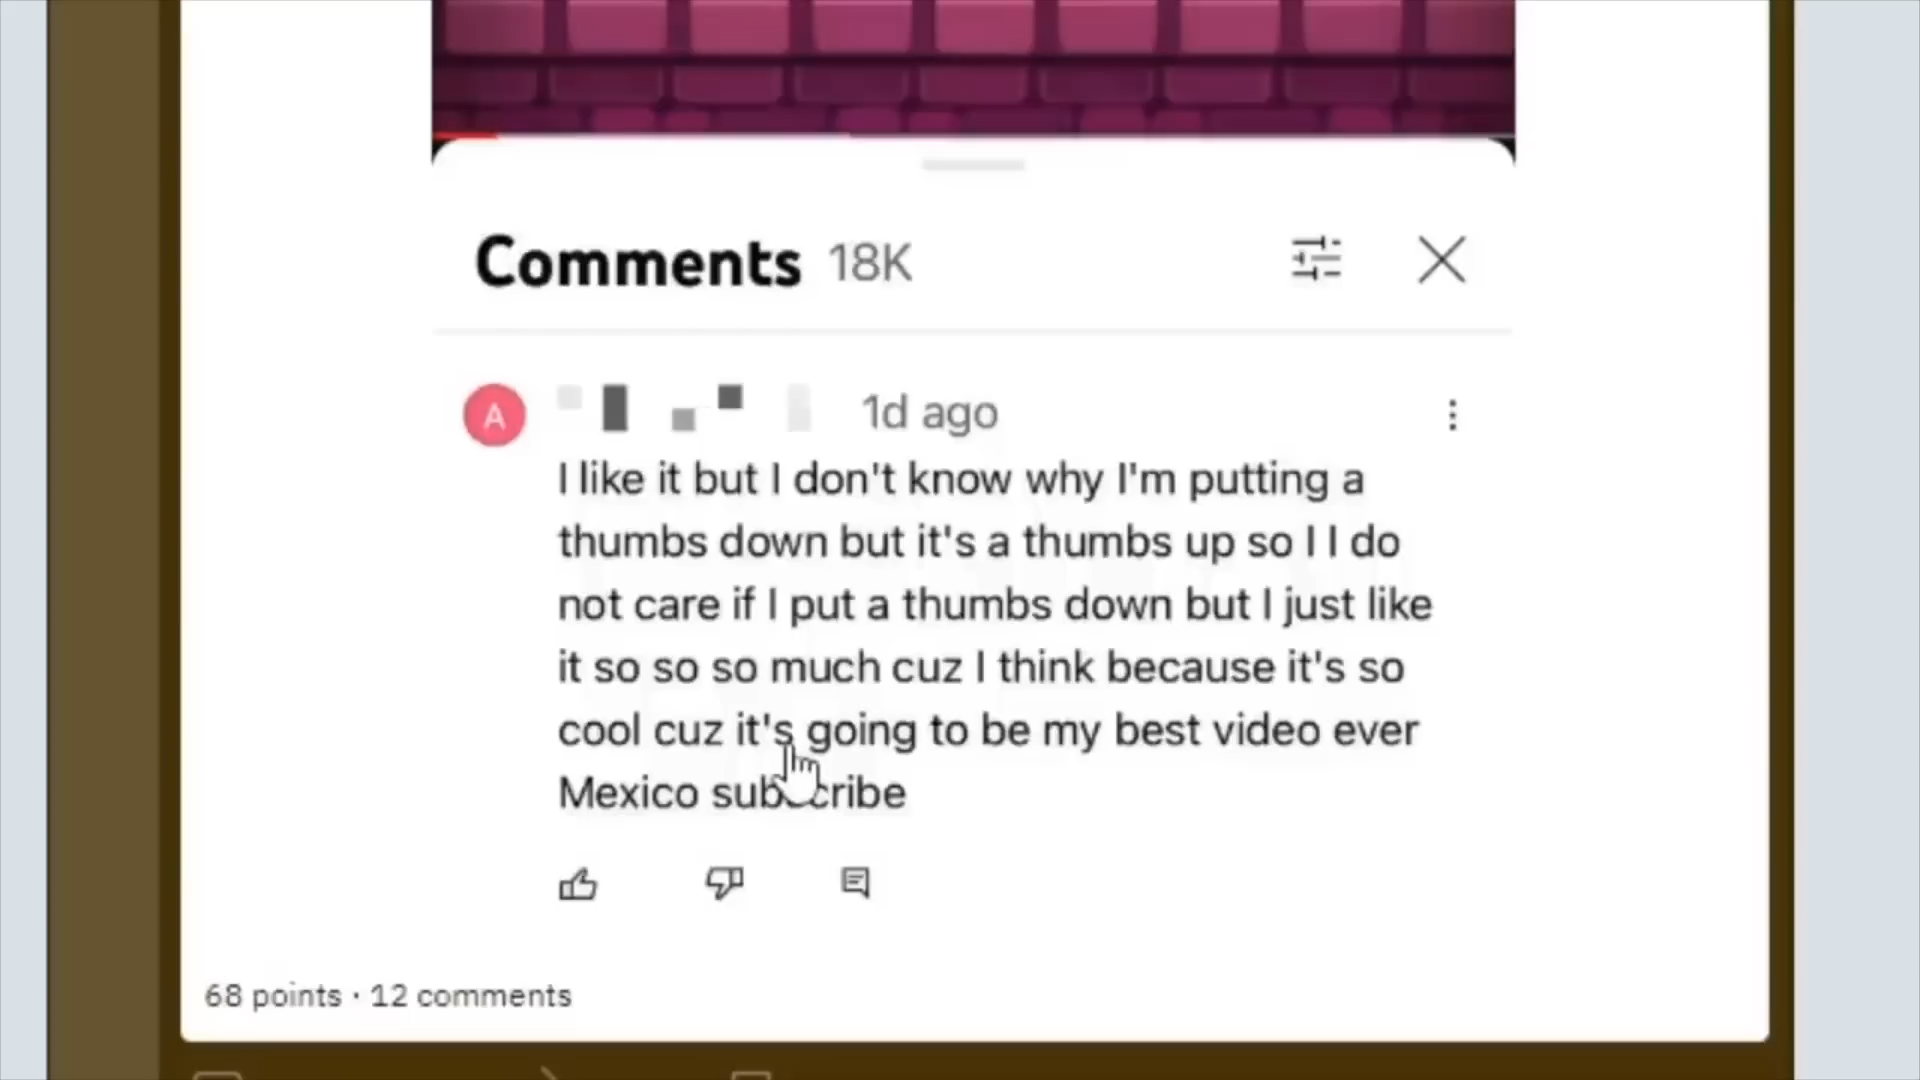 Comments 18K
A 1d ago
I like it but I don't know why I'm putting a
thumbs down but it's a thumbs up so I I do
not care if I put a thumbs down but I just like
it so so so much cuz I think because it's so
cool cuz it's going to be my best video ever
Mexico subscribe
68 points · 12 comments